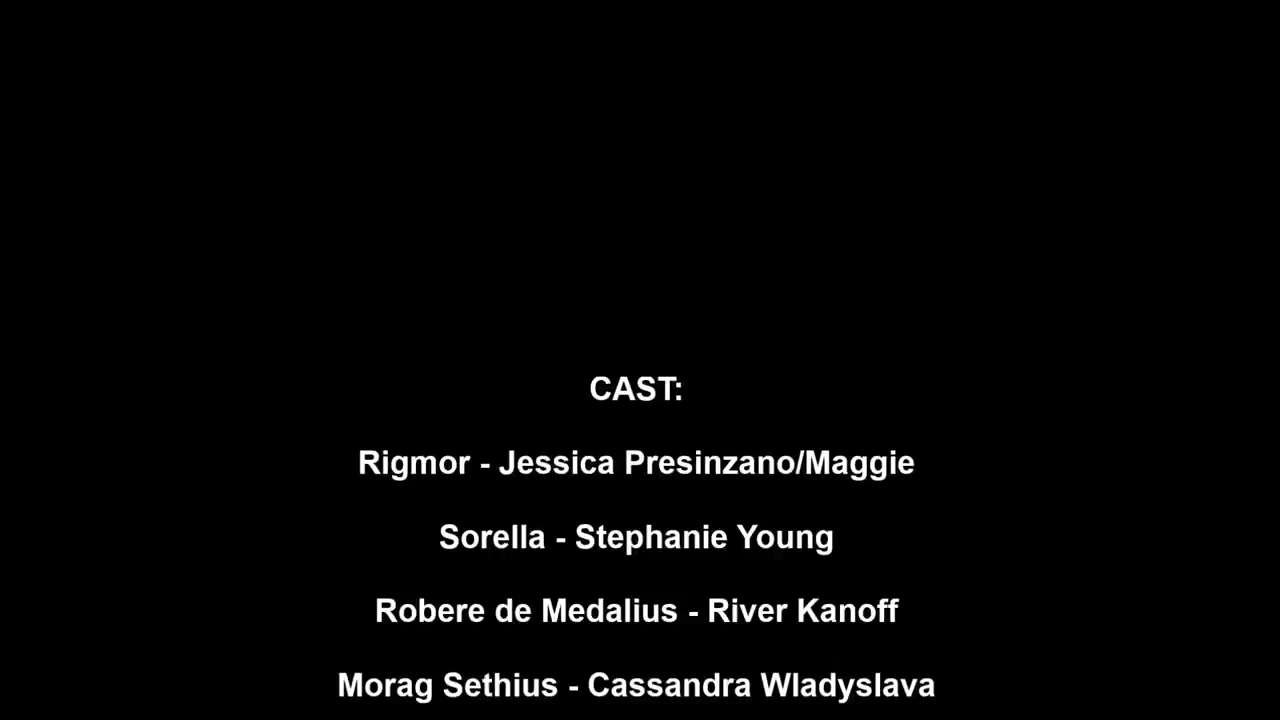 CAST:
Rigmor - Jessica Presinzano/Maggie
Sorella - Stephanie Young
Robere de Medalius - River Kanoff
Morag Sethius - Cassandra Wladyslava